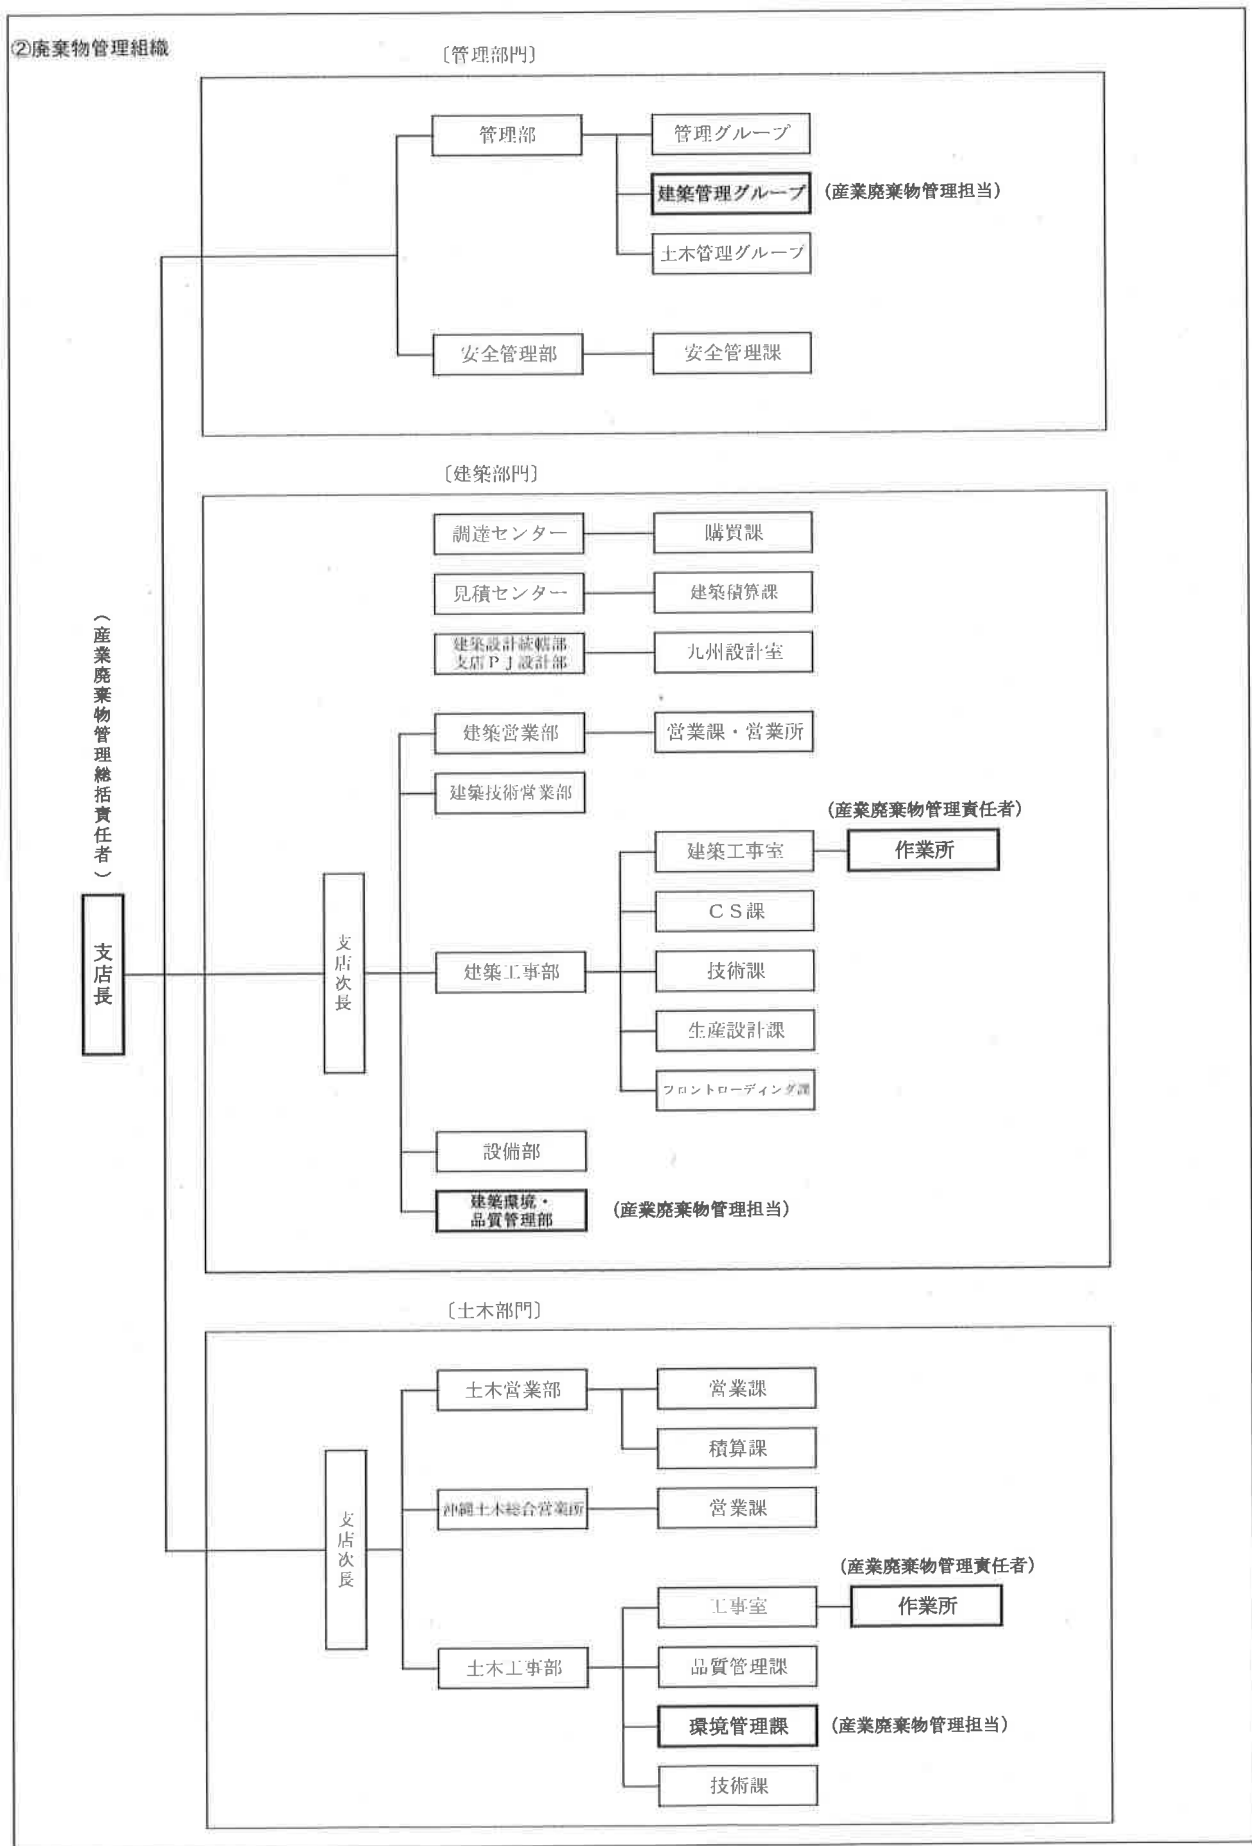 ②廃棄物管理組織
〔管理部門〕
管理部
管理グループ
建築管理グループ
(産業廃棄物管理担当)
土木管理グループ
安全管理部
安全管理課
〔建築部門〕
調達センター
購買課
見積センター
建築積算課
建築設計統轄部
支店PJ設計部
九州設計室
建築営業部
営業課・営業所
建築技術営業部
(産業廃棄物管理責任者)
建築工事室
作業所
CS課
(産業廃棄物管理総括責任者)
支店長
支店次長
建築工事部
技術課
生産設計課
フロントローディング課
設備部
建築環境・
品質管理部
(産業廃棄物管理担当)
〔土木部門〕
土木営業部
営業課
積算課
支店次長
沖縄土木総合営業所
営業課
(産業廃棄物管理責任者)
工事室
作業所
土木工事部
品質管理課
環境管理課
(産業廃棄物管理担当)
技術課